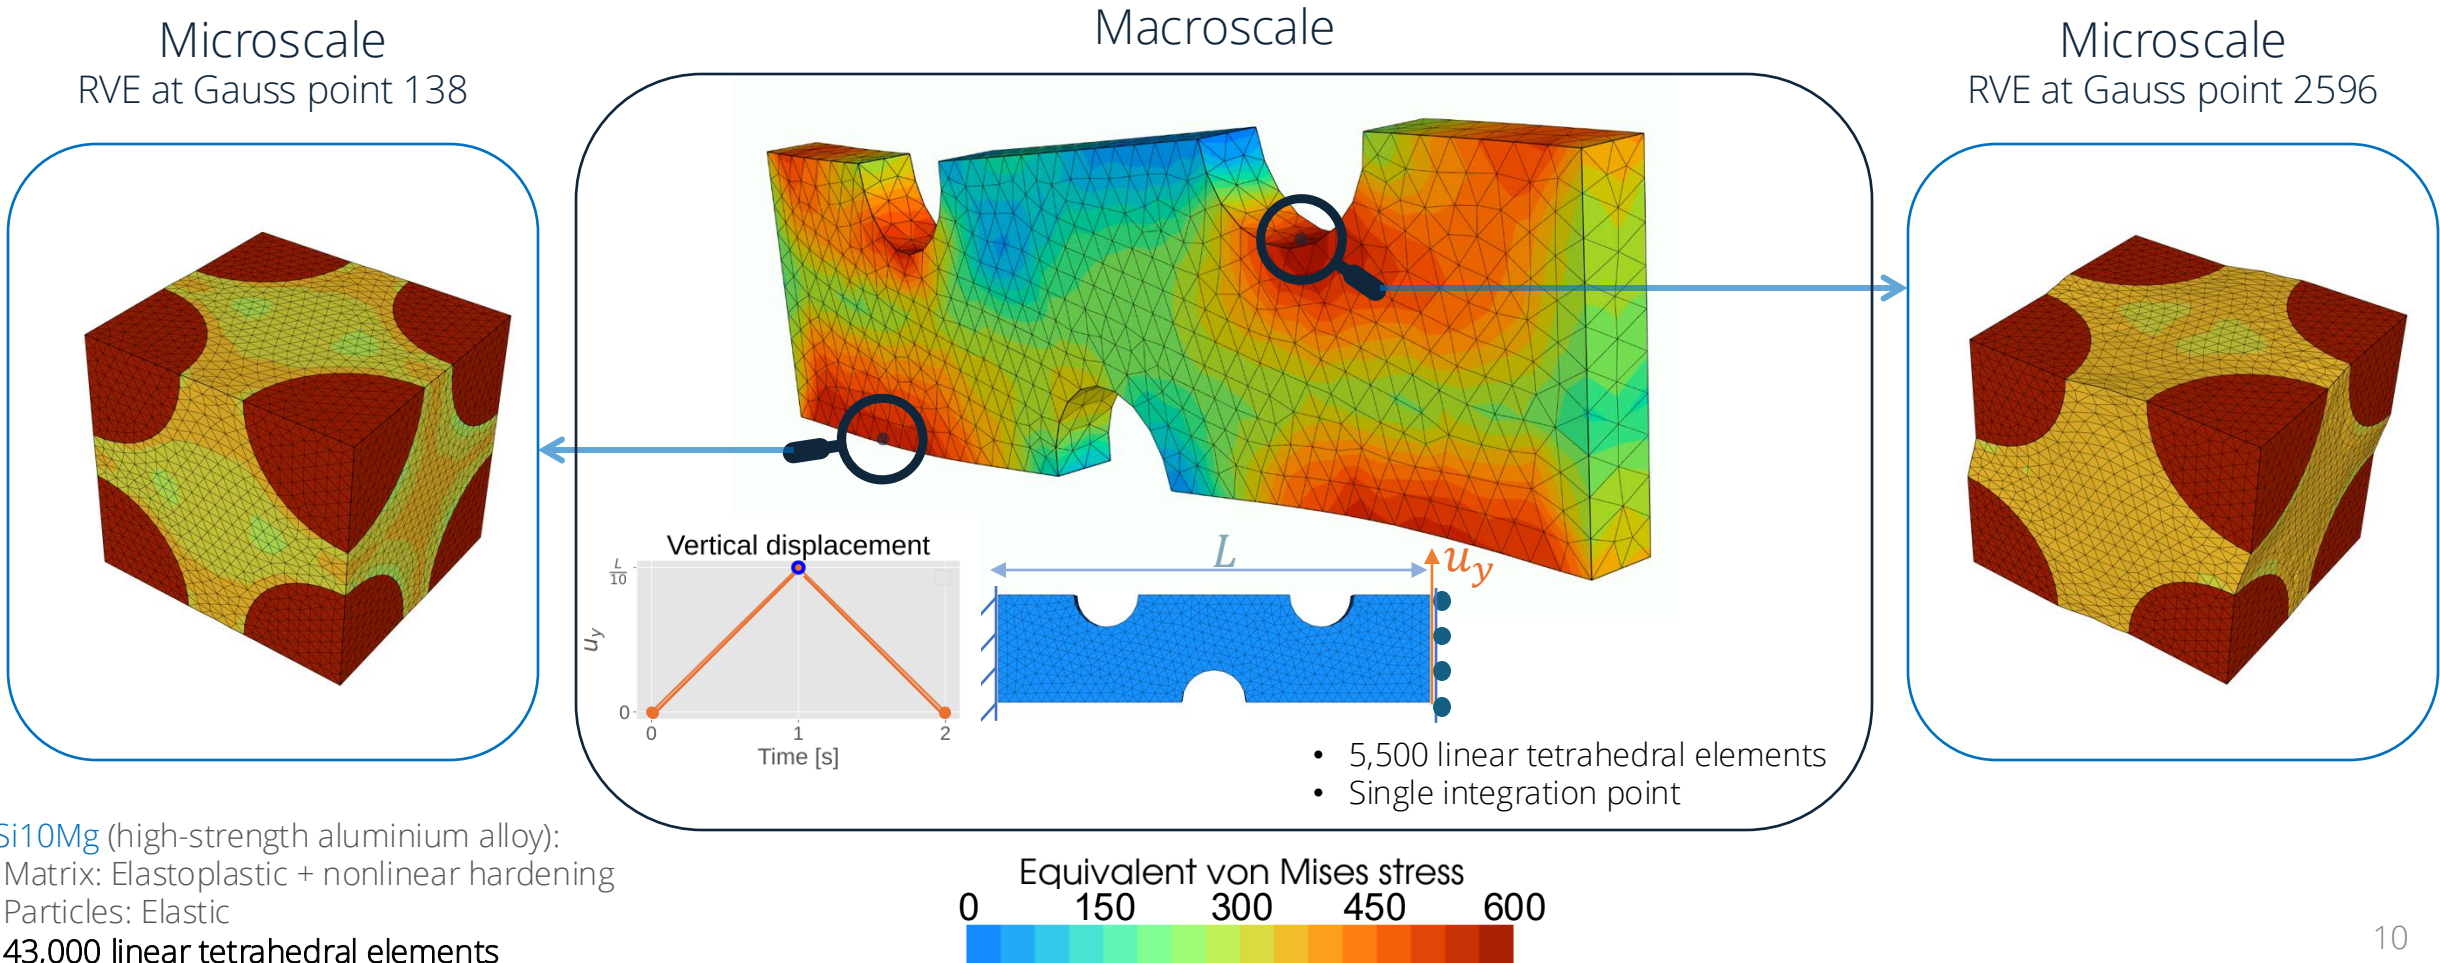 Microscale
RVE at Gauss point 138
Macroscale
Microscale
RVE at Gauss point 2596
Vertical displacement
L
10
u_y
0
0
1
2
Time [s]
L
u_y
• 5,500 linear tetrahedral elements
• Single integration point
Si10Mg (high-strength aluminium alloy):
Matrix: Elastoplastic + nonlinear hardening
Particles: Elastic
43,000 linear tetrahedral elements
Equivalent von Mises stress
0 150 300 450 600
10